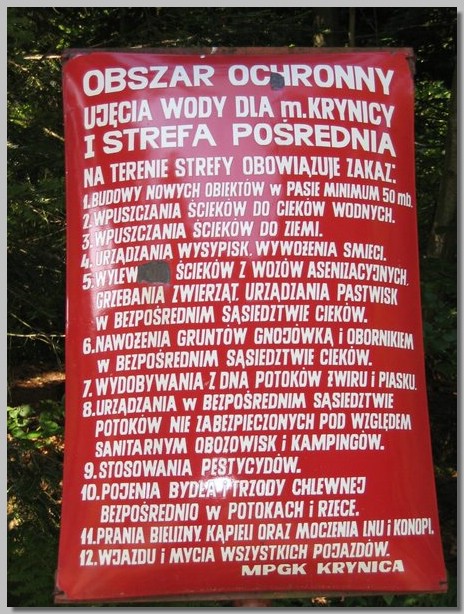 OBSZAR OCHRONNY
UJĘCIA WODY DLA m.KRYNICY
I STREFA POŚREDNIA
NA TERENIE STREFY OBOWIĄZUJE ZAKAZ:
1.BUDOWY NOWYCH OBIEKTÓW W PASIE MINIMUM 50 mb.
2.WPUSZCZANIA ŚCIEKÓW DO CIEKÓW WODNYCH.
3.WPUSZCZANIA ŚCIEKÓW DO ZIEMI.
4.URZĄDZANIA WYSYPISK, WYWOŻENIA ŚMIECI.
5.WYLEW ŚCIEKÓW Z WOZÓW ASENIZACYJNYCH,
GRZEBANIA ZWIERZĄT, URZĄDZANIA PASTWISK
W BEZPOŚREDNIM SĄSIEDZTWIE CIEKÓW.
6.NAWOŻENIA GRUNTÓW GNOJÓWKĄ i OBORNIKIEM
W BEZPOŚREDNIM SĄSIEDZTWIE CIEKÓW.
7.WYDOBYWANIA Z DNA POTOKÓW ŻWIRU i PIASKU.
8.URZĄDZANIA W BEZPOŚREDNIM SĄSIEDZTWIE
POTOKÓW NIE ZABEZPIECZONYCH POD WZGLĘDEM
SANITARNYM OBOZOWISK i KAMPINGÓW.
9.STOSOWANIA PESTYCYDÓW.
10.POJENIA BYDŁA i TRZODY CHLEWNEJ
BEZPOŚREDNIO W POTOKACH i RZECE.
11.PRANIA BIELIZNY, KĄPIELI ORAZ MOCZENIA LNU i KONOPI.
12.WJAZDU i MYCIA WSZYSTKICH POJAZDÓW.
MPGK KRYNICA